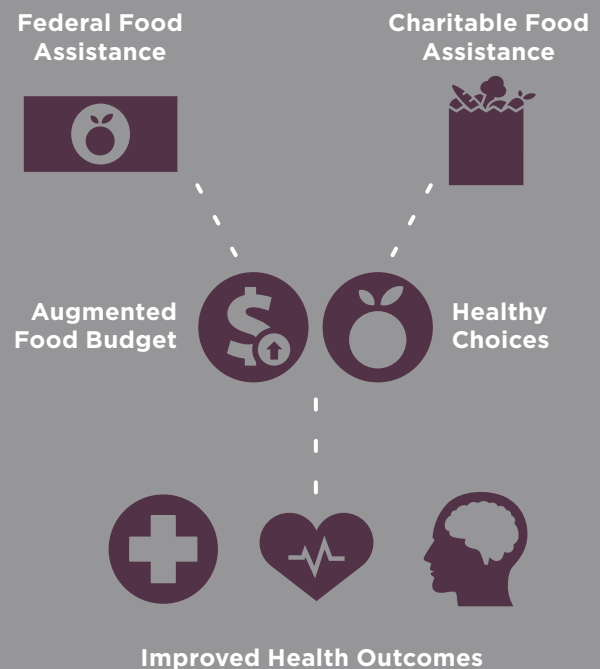 Federal Food
Assistance
Charitable Food
Assistance
Augmented
Food Budget
Healthy
Choices
Improved Health Outcomes